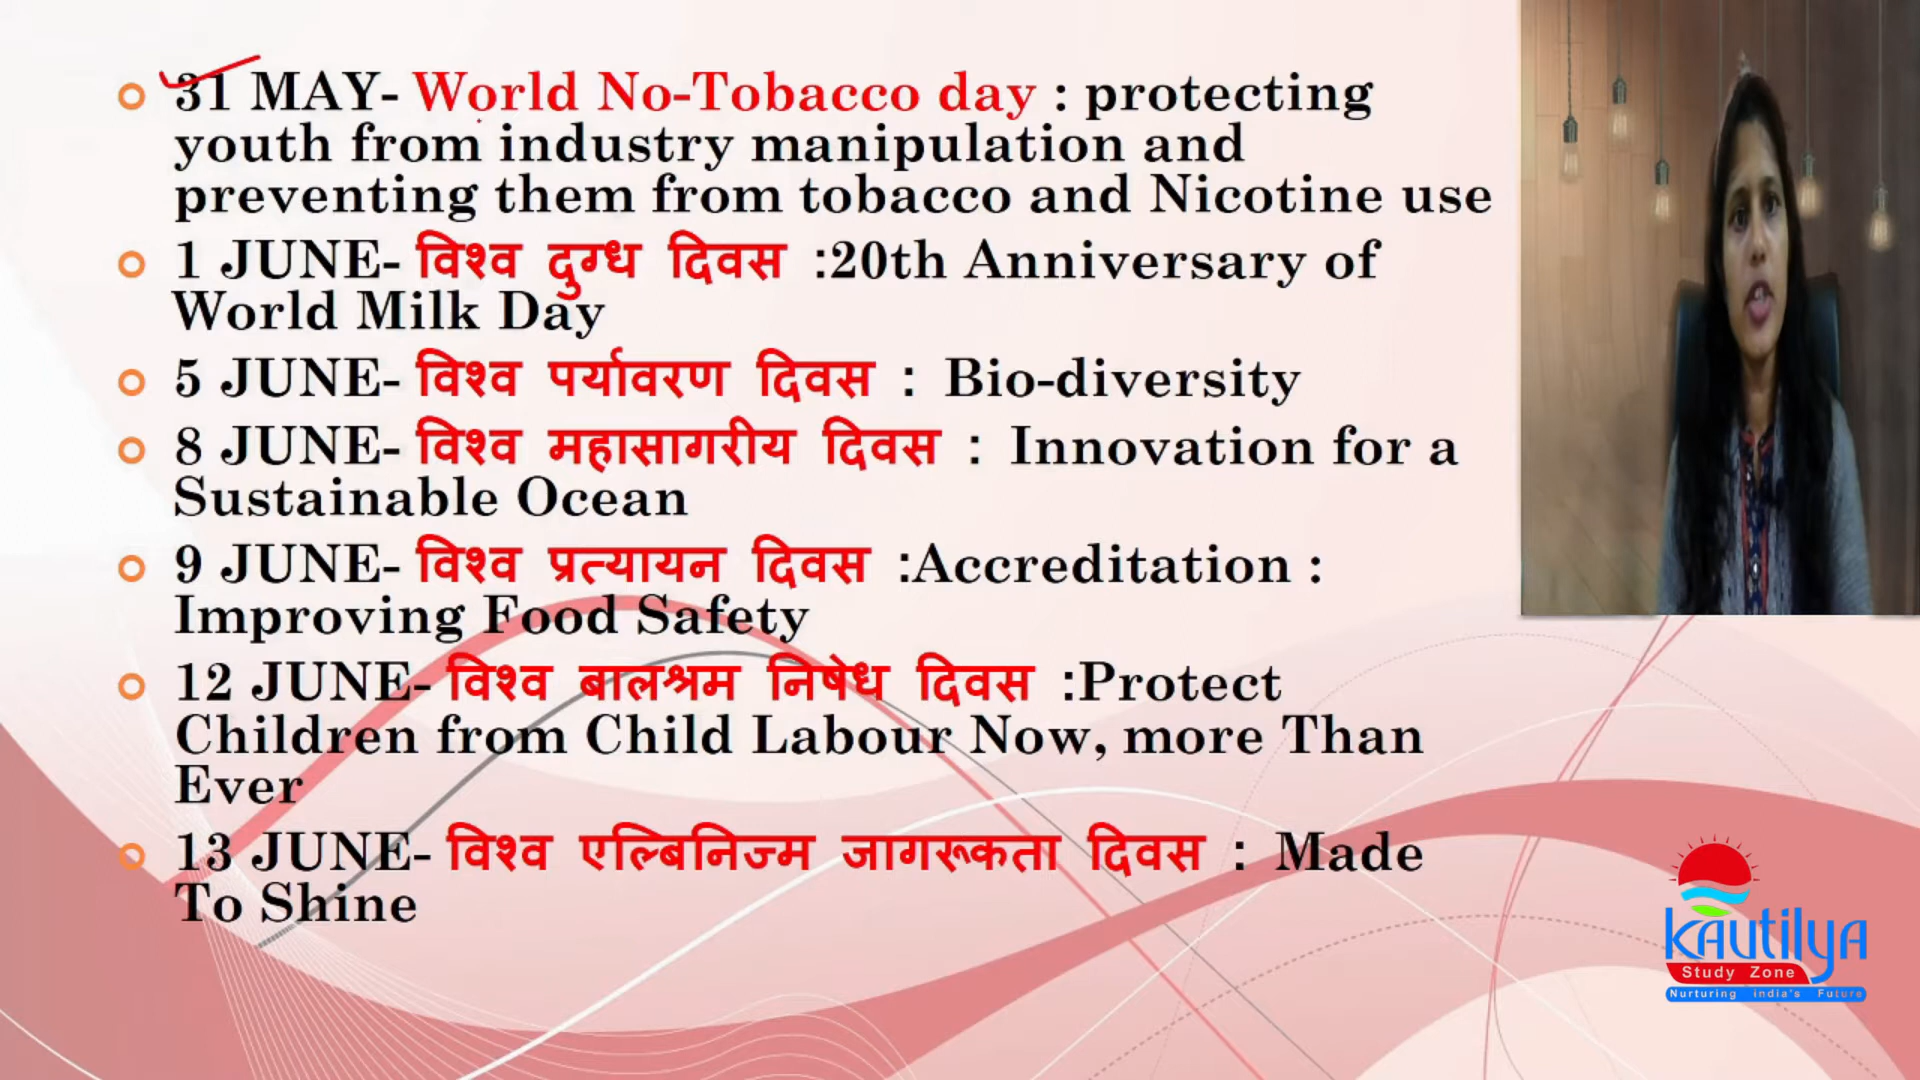 31 MAY- World No-Tobacco day : protecting
youth from industry manipulation and
preventing them from tobacco and Nicotine use
1 JUNE- विश्व दुग्ध दिवस :20th Anniversary of
World Milk Day
5 JUNE- विश्व पर्यावरण दिवस : Bio-diversity
8 JUNE- विश्व महासागरीय दिवस : Innovation for a
Sustainable Ocean
9 JUNE- विश्व प्रत्यायन दिवस :Accreditation :
Improving Food Safety
12 JUNE- विश्व बालश्रम निषेध दिवस :Protect
Children from Child Labour Now, more Than
Ever
13 JUNE- विश्व एल्बिनिज्म जागरूकता दिवस : Made
To Shine
Kautilya
Study Zone
Nurturing india's Future